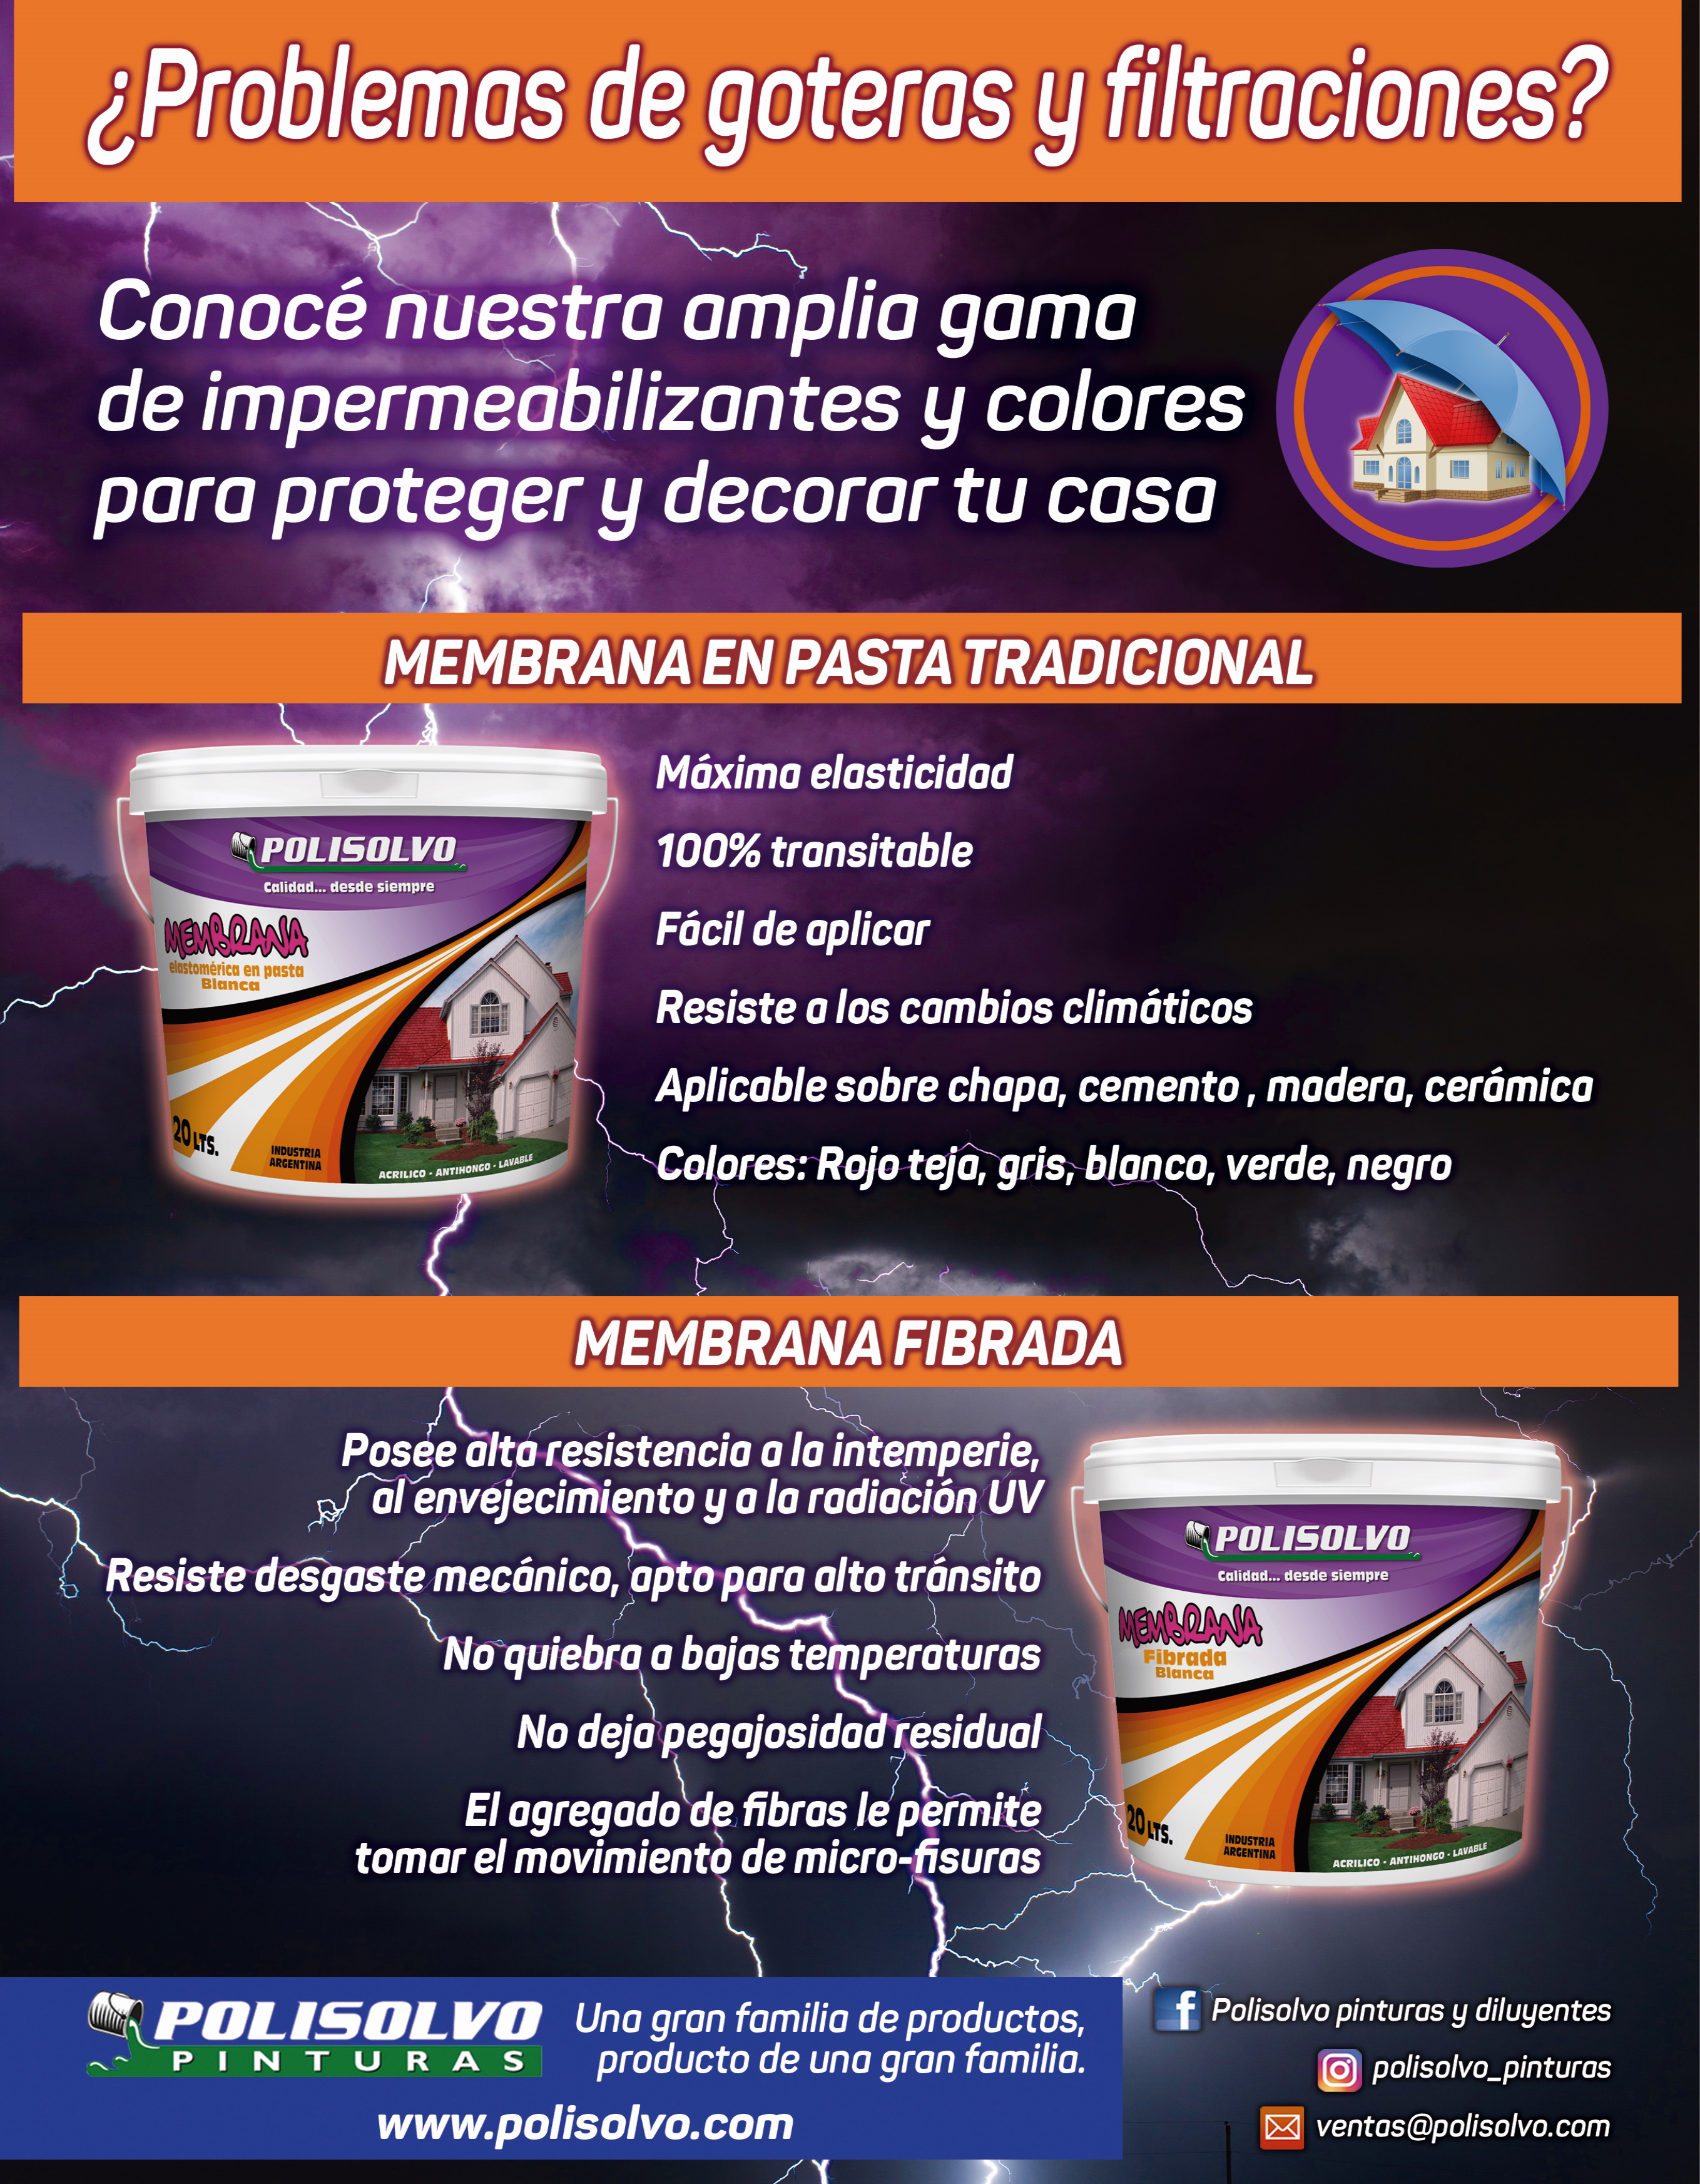 ¿Problemas de goteras y filtraciones?
Conocé nuestra amplia gama
de impermeabilizantes y colores
para proteger y decorar tu casa
MEMBRANA EN PASTA TRADICIONAL
POLISOLVO
Calidad... desde siempre
MEMBRANA
elastomérica en pasta
Blanca
20 LTS.
INDUSTRIA
ARGENTINA
ACRILICO - ANTIHONGO - LAVABLE
Máxima elasticidad
100% transitable
Fácil de aplicar
Resiste a los cambios climáticos
Aplicable sobre chapa, cemento , madera, cerámica
Colores: Rojo teja, gris, blanco, verde, negro
MEMBRANA FIBRADA
Posee alta resistencia a la intemperie,
al envejecimiento y a la radiación UV
Resiste desgaste mecánico, apto para alto tránsito
No quiebra a bajas temperaturas
No deja pegajosidad residual
El agregado de fibras le permite
tomar el movimiento de micro-fisuras
POLISOLVO
Calidad... desde siempre
MEMBRANA
Fibrada
Blanca
20 LTS.
INDUSTRIA
ARGENTINA
ACRILICO - ANTIHONGO - LAVABLE
POLISOLVO
PINTURAS
Una gran familia de productos,
producto de una gran familia.
www.polisolvo.com
Polisolvo pinturas y diluyentes
polisolvo_pinturas
ventas@polisolvo.com